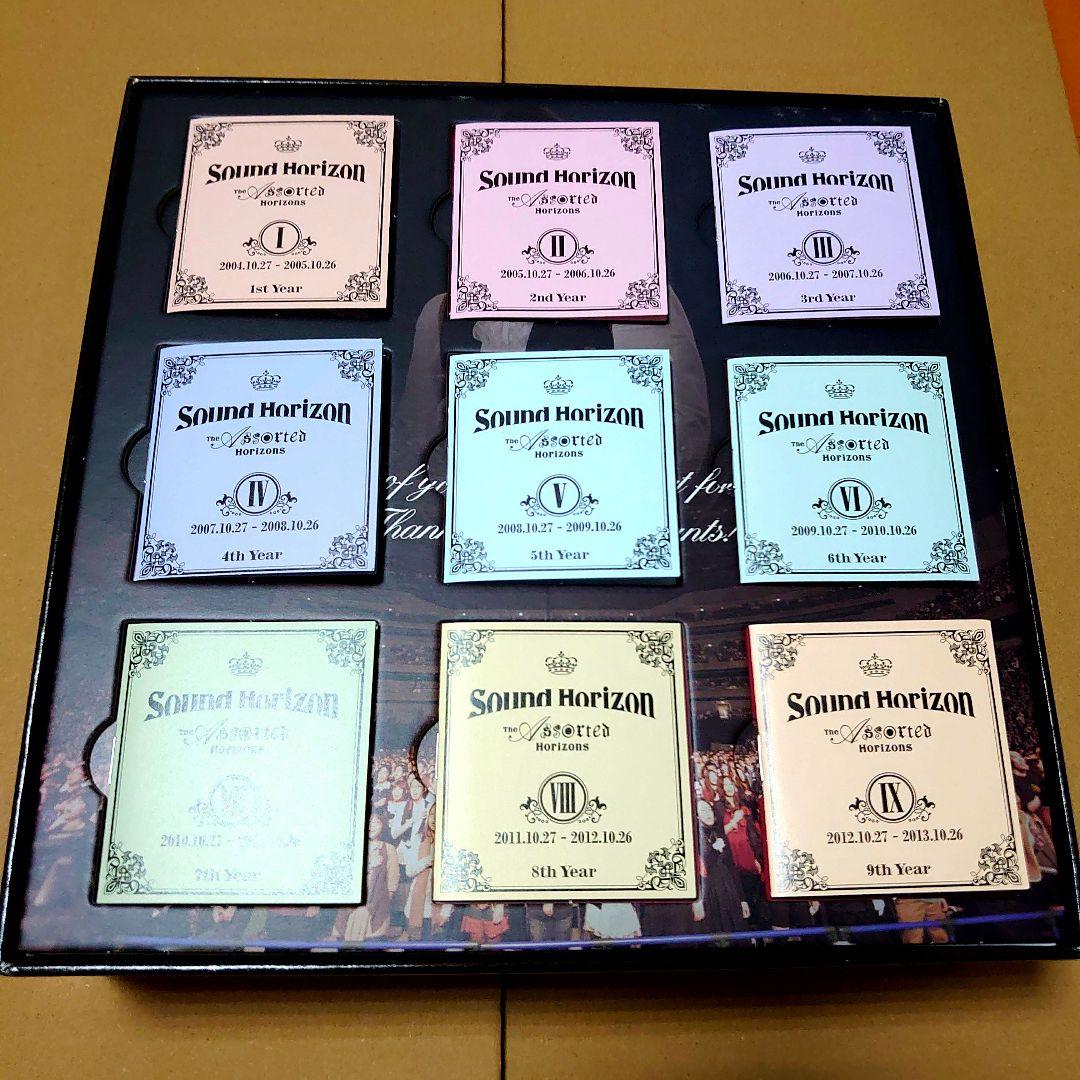 Sound Horizon
The Assorted
Horizons
I
2004.10.27 - 2005.10.26
1st Year
Sound Horizon
The Assorted
Horizons
II
2005.10.27 - 2006.10.26
2nd Year
Sound Horizon
The Assorted
Horizons
III
2006.10.27 - 2007.10.26
3rd Year
Sound Horizon
The Assorted
Horizons
IV
2007.10.27 - 2008.10.26
4th Year
Sound Horizon
The Assorted
Horizons
V
2008.10.27 - 2009.10.26
5th Year
Sound Horizon
The Assorted
Horizons
VI
2009.10.27 - 2010.10.26
6th Year
of
Sound Horizon
The Assorted
Horizons
2010.10.27 -
7th Year
Sound Horizon
The Assorted
Horizons
VIII
2011.10.27 - 2012.10.26
8th Year
Sound Horizon
The Assorted
Horizons
IX
2012.10.27 - 2013.10.26
9th Year